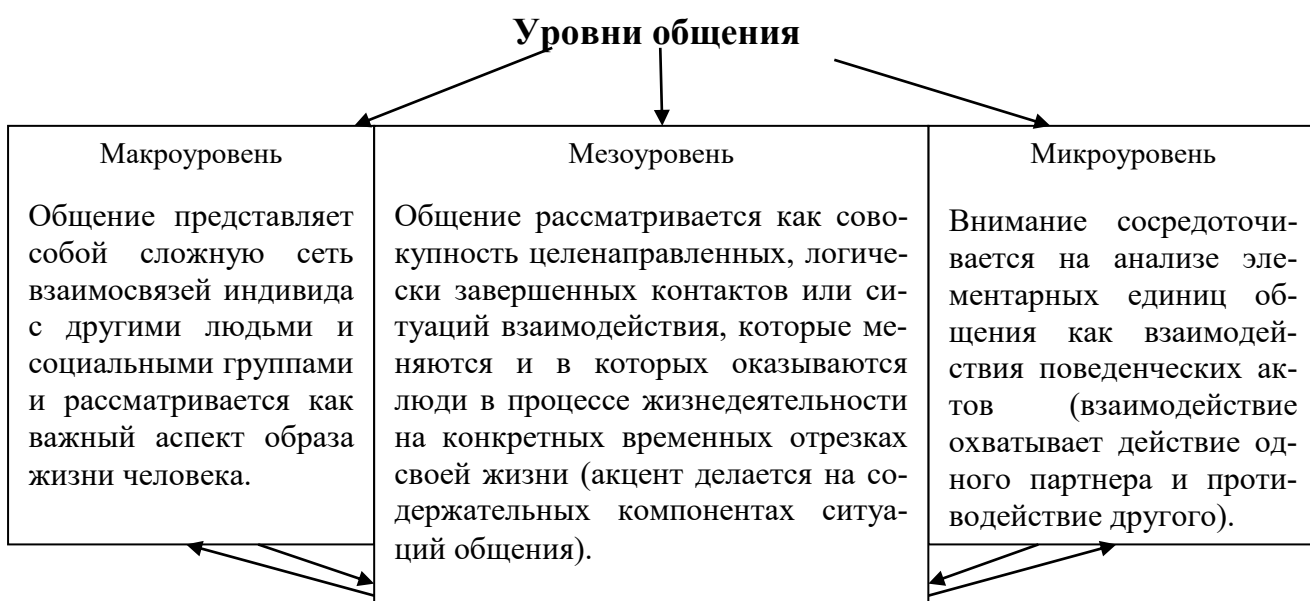 Уровни общения
Макроуровень
Общение представляет
собой сложную сеть
взаимосвязей индивида
с другими людьми и
социальными группами
и рассматривается как
важный аспект образа
жизни человека.
Мезоуровень
Общение рассматривается как сово-
купность целенаправленных, логиче-
ски завершенных контактов или си-
туаций взаимодействия, которые ме-
няются и в которых оказываются
люди в процессе жизнедеятельности
на конкретных временных отрезках
своей жизни (акцент делается на со-
держательных компонентах ситуа-
ций общения).
Микроуровень
Внимание сосредоточи-
вается на анализе эле-
ментарных единиц об-
щения как взаимодей-
ствия поведенческих ак-
тов (взаимодействие
охватывает действие од-
ного партнера и проти-
водействие другого).